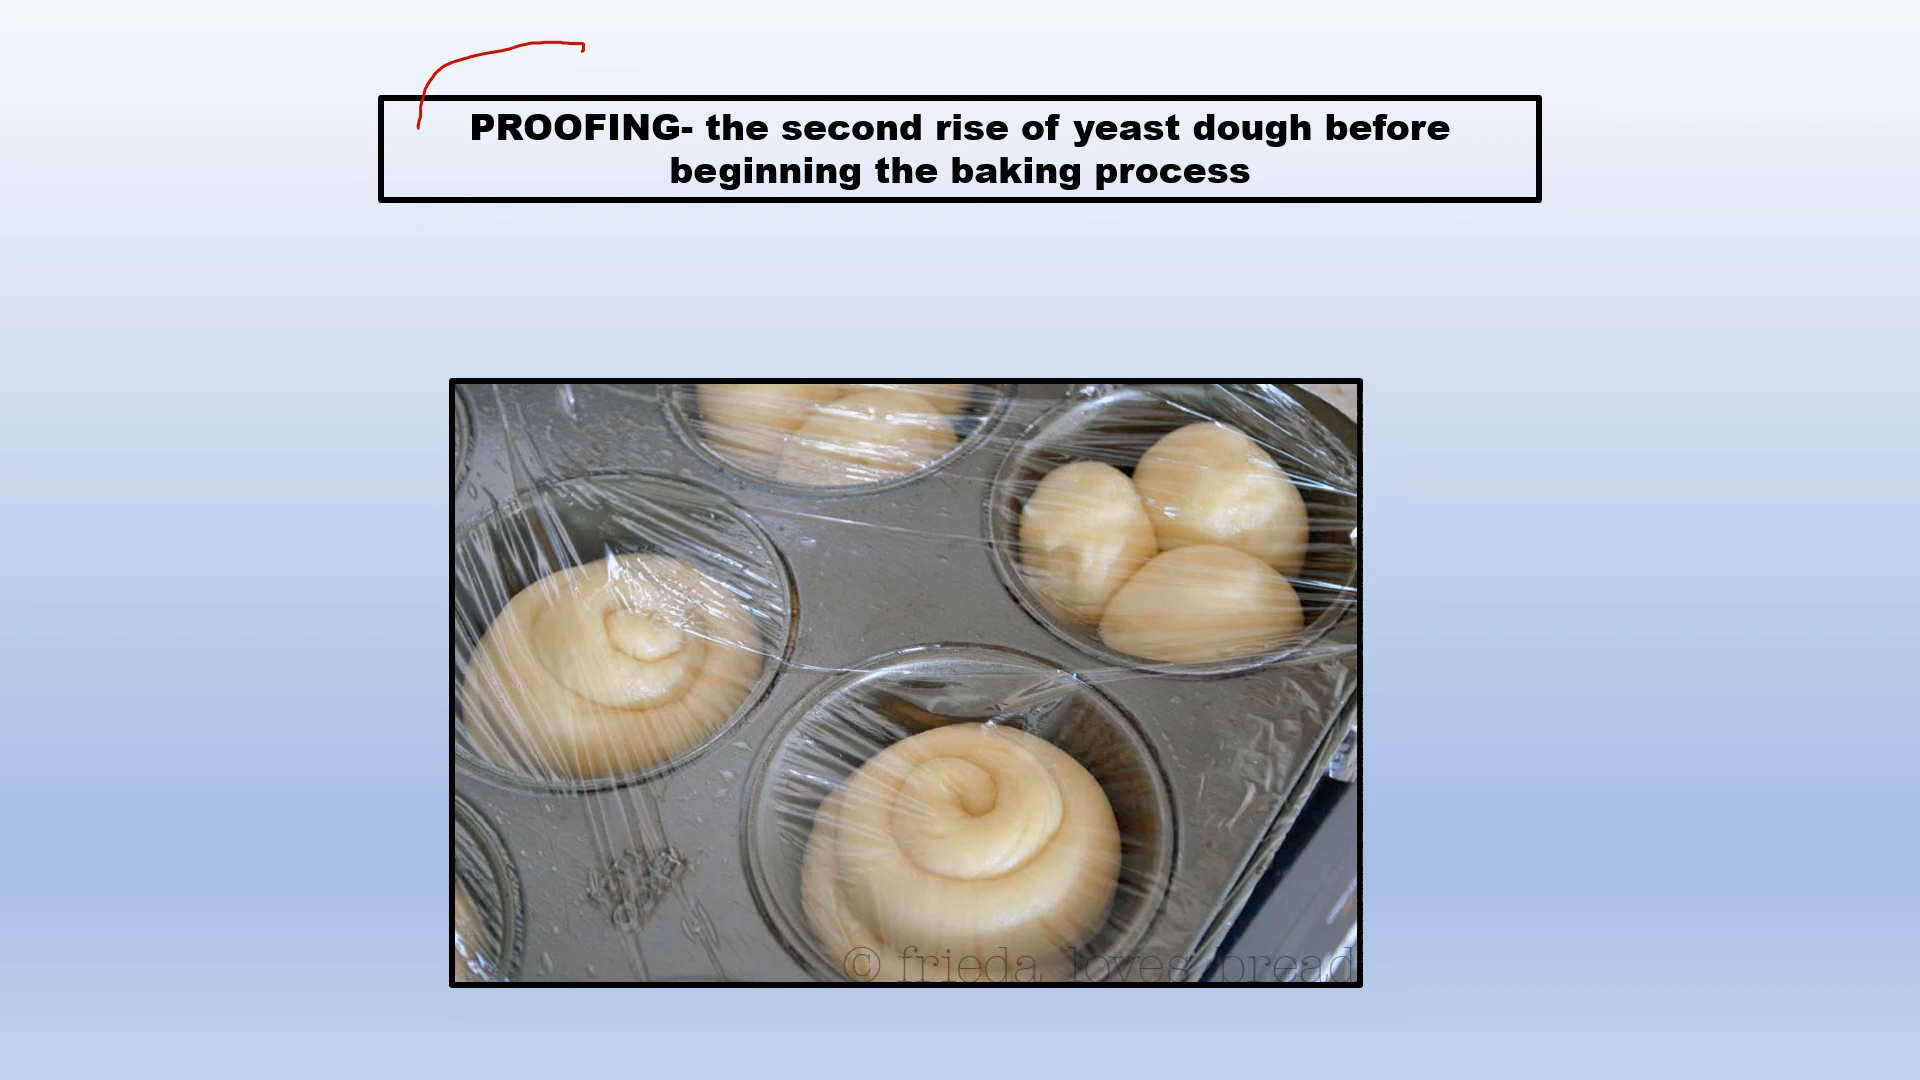 PROOFING- the second rise of yeast dough before
beginning the baking process
© frieda loves bread